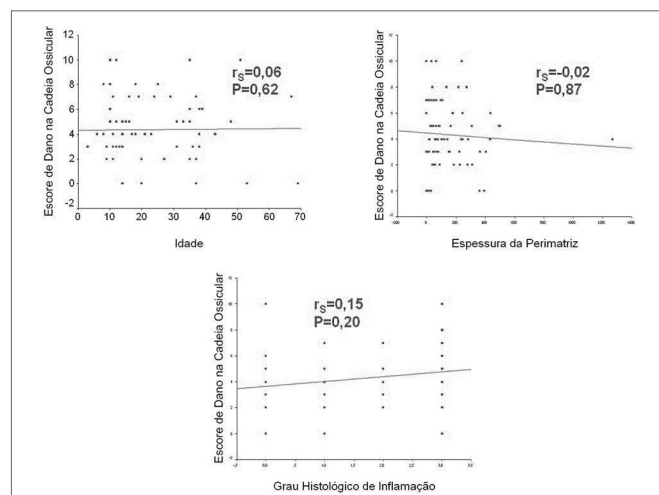 Escore de Dano na Cadeia Ossicular
12
10
8
6
4
2
0
-2
0 10 20 30 40 50 60 70
Idade
rS=0,06
P=0,62
Escore de Dano na Cadeia Ossicular
Espessura da Perimatriz
rS=-0,02
P=0,87
Escore de Dano na Cadeia Ossicular
Grau Histológico de Inflamação
rS=0,15
P=0,20